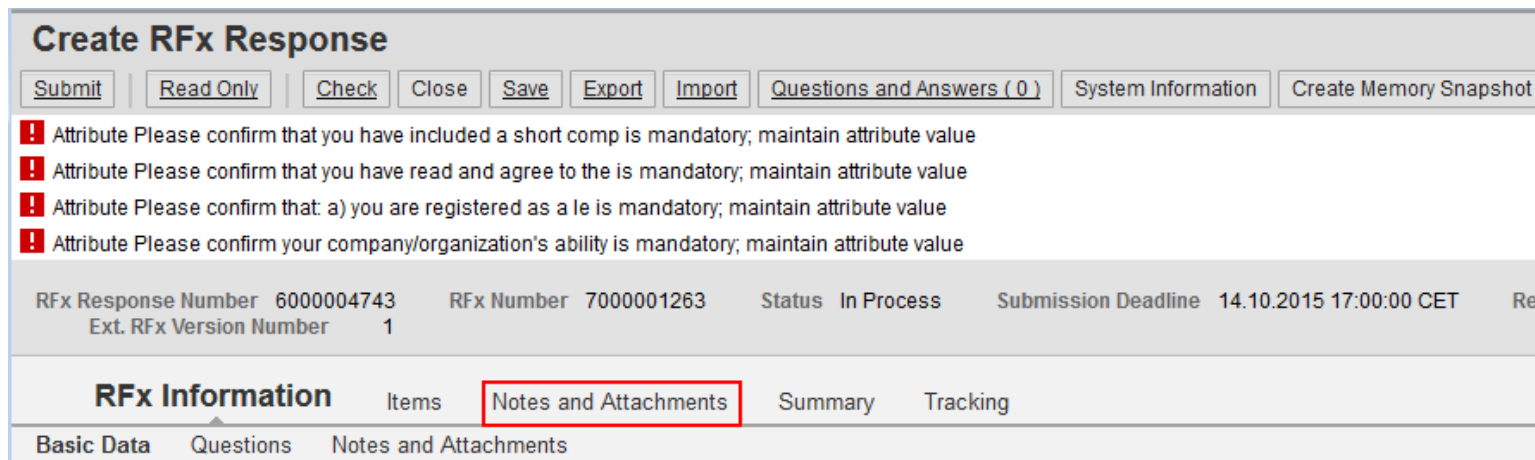 Create RFx Response
Submit Read Only Check Close Save Export Import Questions and Answers ( 0 ) System Information Create Memory Snapshot
Attribute Please confirm that you have included a short comp is mandatory; maintain attribute value
Attribute Please confirm that you have read and agree to the is mandatory; maintain attribute value
Attribute Please confirm that: a) you are registered as a le is mandatory; maintain attribute value
Attribute Please confirm your company/organization's ability is mandatory; maintain attribute value
RFx Response Number 6000004743 RFx Number 7000001263 Status In Process Submission Deadline 14.10.2015 17:00:00 CET Re
Ext. RFx Version Number 1
RFx Information Items Notes and Attachments Summary Tracking
Basic Data Questions Notes and Attachments